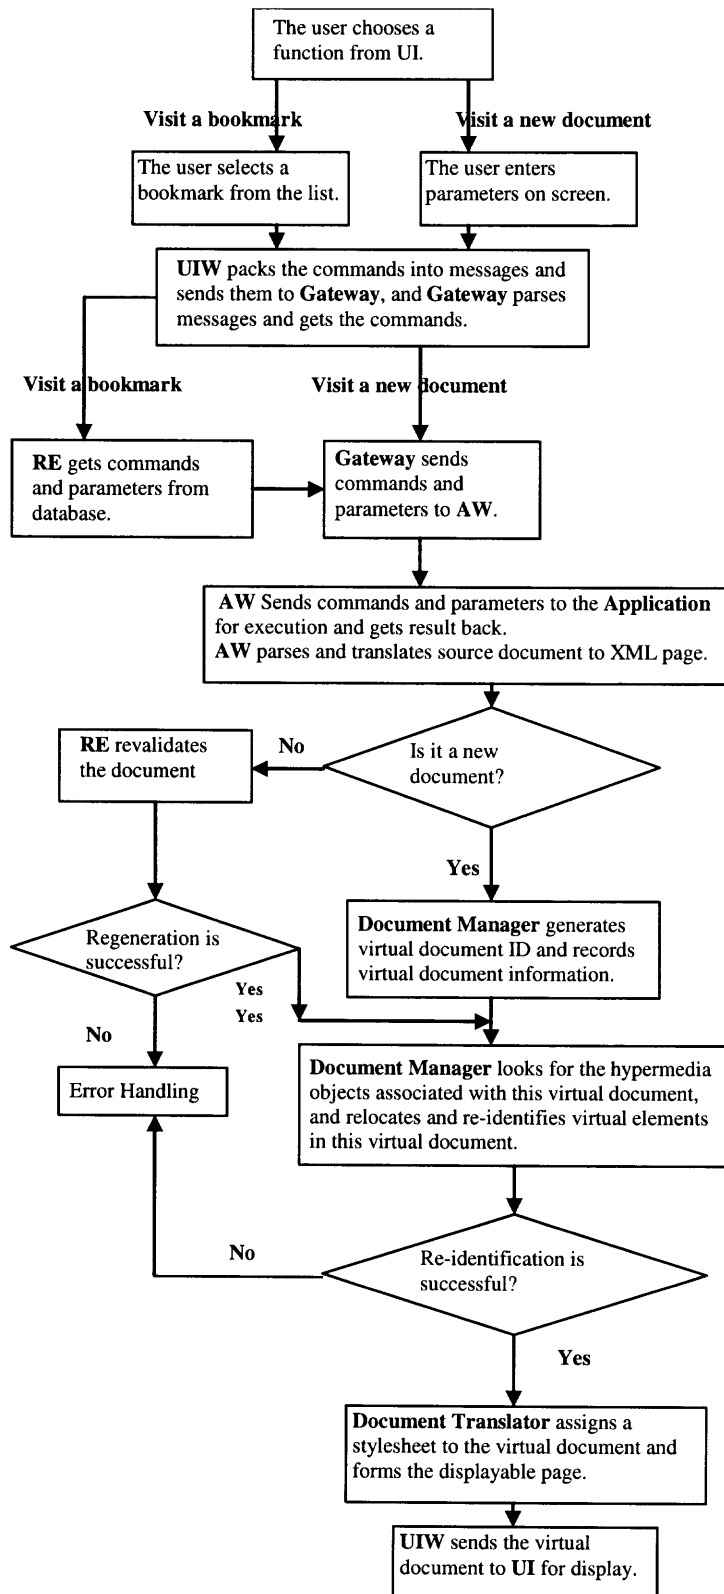 The user chooses a
function from UI.
Visit a bookmark
Visit a new document
The user selects a
bookmark from the list.
The user enters
parameters on screen.
UIW packs the commands into messages and
sends them to Gateway, and Gateway parses
messages and gets the commands.
Visit a bookmark
Visit a new document
RE gets commands
and parameters from
database.
Gateway sends
commands and
parameters to AW.
AW Sends commands and parameters to the Application
for execution and gets result back.
AW parses and translates source document to XML page.
RE revalidates
the document
No
Is it a new
document?
Yes
Regeneration is
successful?
Document Manager generates
virtual document ID and records
virtual document information.
Yes
Yes
No
Error Handling
Document Manager looks for the hypermedia
objects associated with this virtual document,
and relocates and re-identifies virtual elements
in this virtual document.
No
Re-identification is
successful?
Yes
Document Translator assigns a
stylesheet to the virtual document and
forms the displayable page.
UIW sends the virtual
document to UI for display.